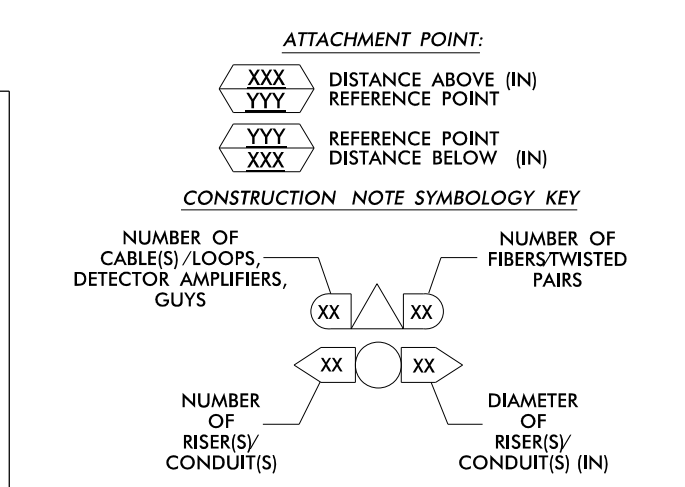 ATTACHMENT POINT:
XXX DISTANCE ABOVE (IN)
YYY REFERENCE POINT
YYY REFERENCE POINT
XXX DISTANCE BELOW (IN)
CONSTRUCTION NOTE SYMBOLOGY KEY
NUMBER OF
CABLE(S)/LOOPS,
DETECTOR AMPLIFIERS,
GUYS
NUMBER OF
FIBERS/TWISTED
PAIRS
XX XX
XX XX
NUMBER
OF
RISER(S)/
CONDUIT(S)
DIAMETER
OF
RISER(S)/
CONDUIT(S) (IN)